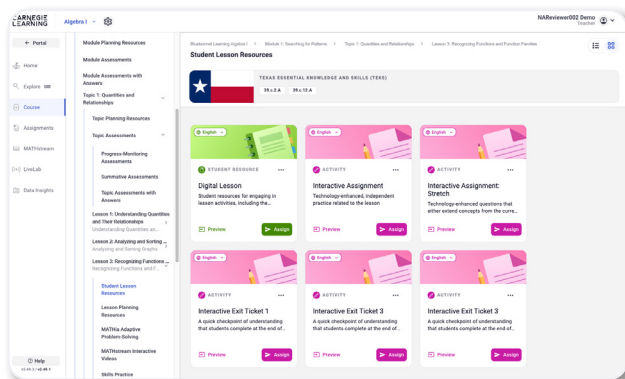 CARNEGIE
LEARNING
Algebra I
NAReviewer002 Demo
Teacher
← Portal
Home
Explore
Course
Assignments
MATHstream
LiveLab
Data Insights
Help
Module Planning Resources
Module Assessments
Module Assessments with
Answers
Topic 1: Quantities and
Relationships
Topic Planning Resources
Topic Assessments
Progress-Monitoring
Assessments
Summative Assessments
Topic Assessments with
Answers
Lesson 1: Understanding Quantities
and Their Relationships
Understanding Quantities an...
Lesson 2: Analyzing and Sorting ...
Analyzing and Sorting Graphs
Lesson 3: Recognizing Functions ...
Recognizing Functions and F...
Student Lesson
Resources
Lesson Planning
Resources
MATHia Adaptive
Problem-Solving
MATHstream Interactive
Videos
Skills Practice
Bluebonnet Learning Algebra I > Module 1: Searching for Patterns > Topic 1: Quantities and Relationships > Lesson 3: Recognizing Functions and Function Families
Student Lesson Resources
TEXAS ESSENTIAL KNOWLEDGE AND SKILLS (TEKS)
39.c.2.A 39.c.12.A
English
STUDENT RESOURCE
Digital Lesson
Student resources for engaging in
lesson activities, including the...
Preview
Assign
English
ACTIVITY
Interactive Assignment
Technology-enhanced, independent
practice related to the lesson
Preview
Assign
English
ACTIVITY
Interactive Assignment:
Stretch
Technology-enhanced questions that
either extend concepts from the curre...
Preview
Assign
English
ACTIVITY
Interactive Exit Ticket 1
A quick checkpoint of understanding
that students complete at the end of...
Preview
Assign
English
ACTIVITY
Interactive Exit Ticket 3
A quick checkpoint of understanding
that students complete at the end of...
Preview
Assign
English
ACTIVITY
Interactive Exit Ticket 3
A quick checkpoint of understanding
that students complete at the end of...
Preview
Assign